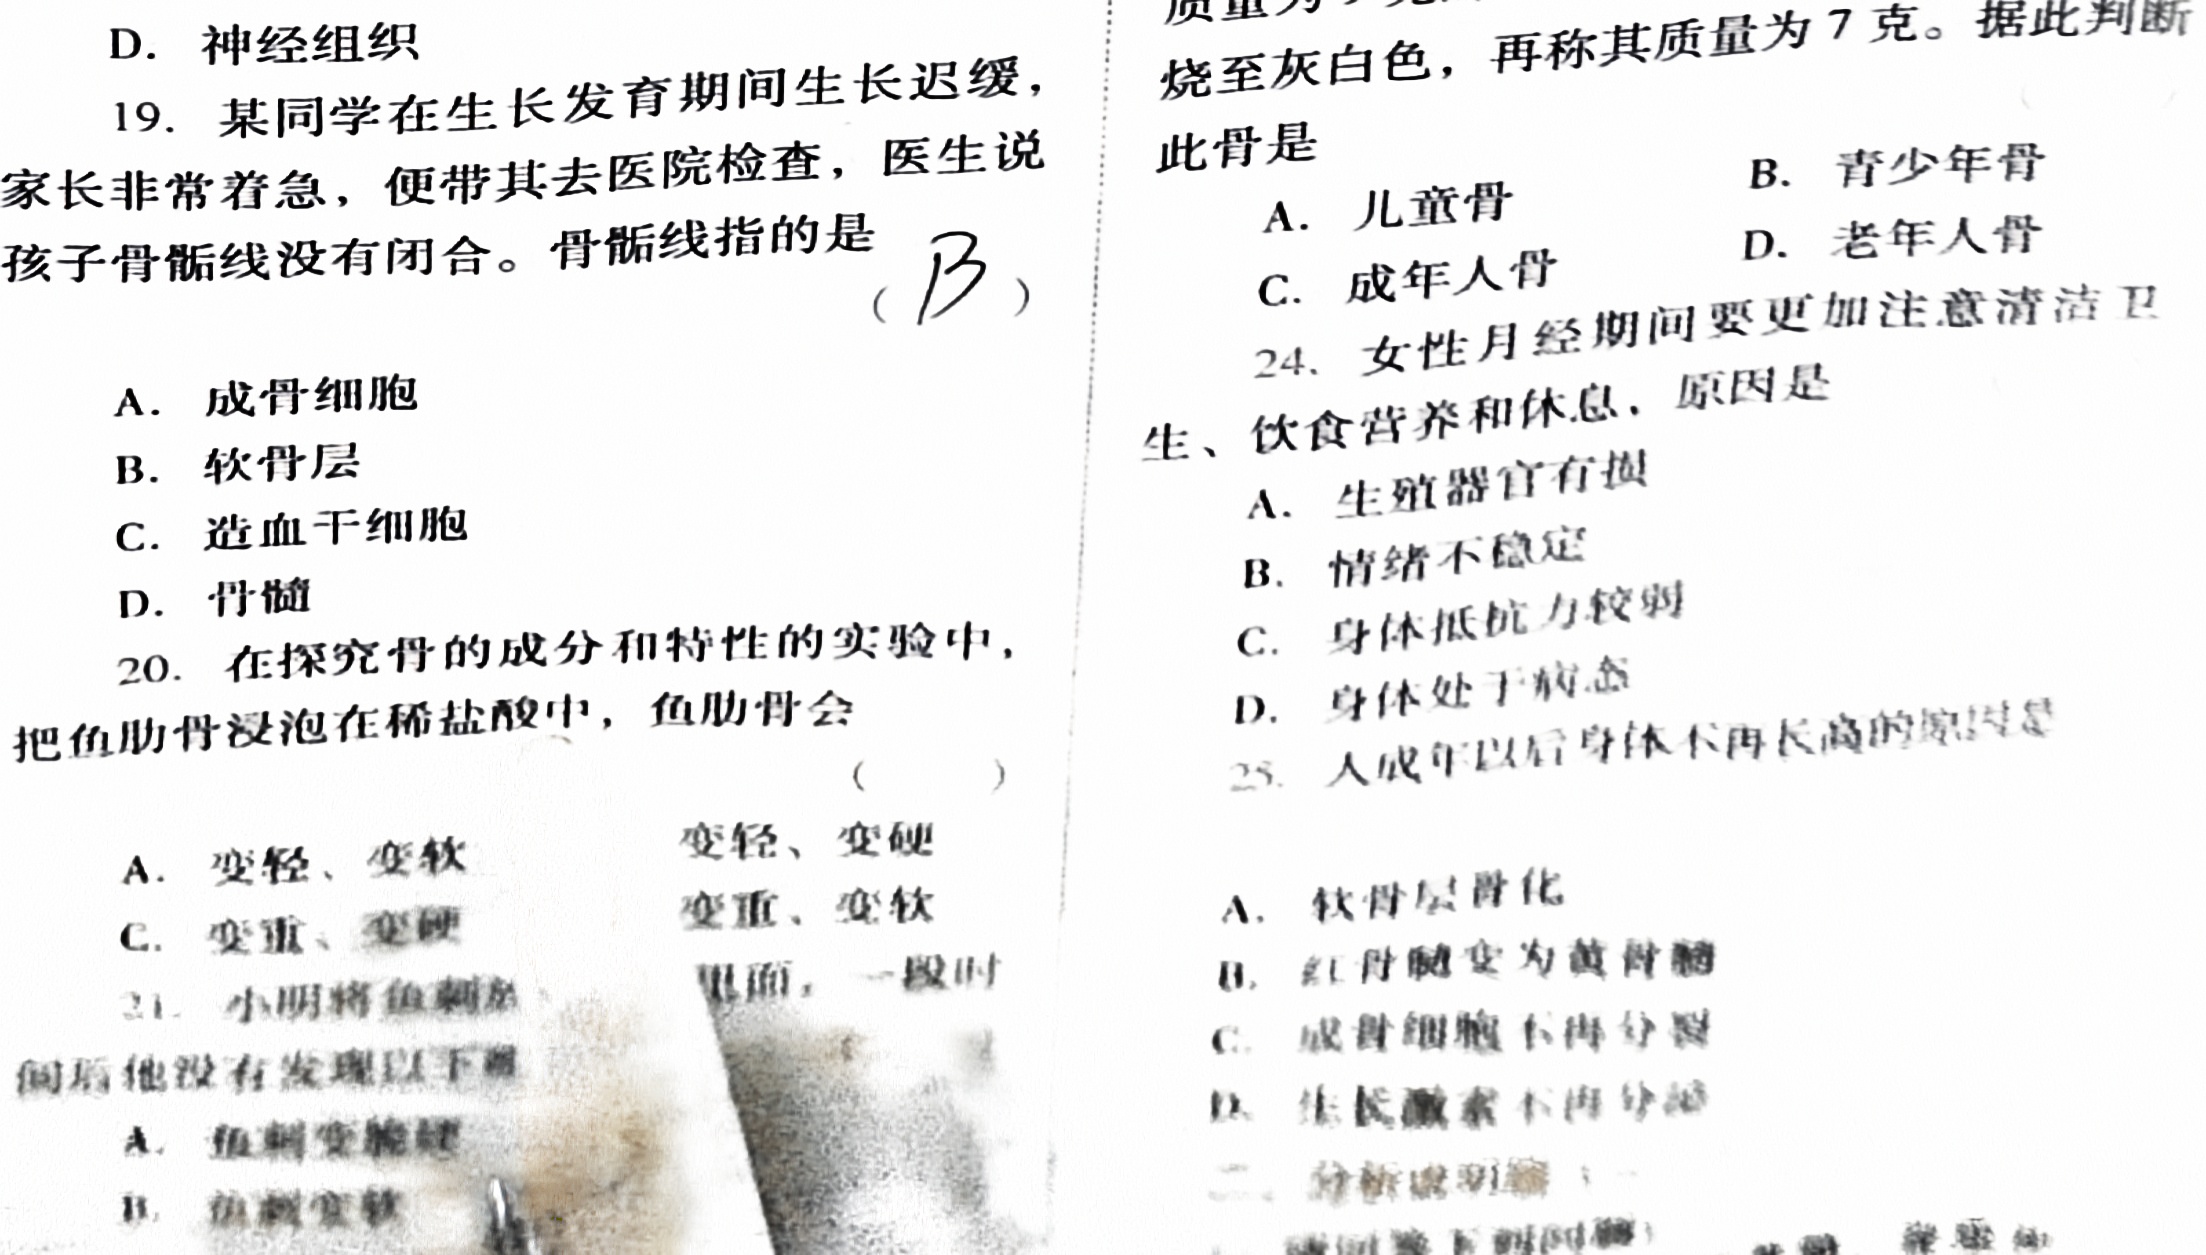 D. 神经组织
19. 某同学在生长发育期间生长迟缓，
家长非常着急，便带其去医院检查，医生说
孩子骨骺线没有闭合。骨骺线指的是
（ B ）
A. 成骨细胞
B. 软骨层
C. 造血干细胞
D. 骨髓
20. 在探究骨的成分和特性的实验中，
把鱼肋骨浸泡在稀盐酸中，鱼肋骨会
（ ）
A. 变轻、变软 变轻、变硬
C. 变重、变硬 变重、变软
21. 小明将鱼刺放 里面，一段时
间后他没有发现以下
A. 鱼刺变脆硬
B. 鱼刺变软
烧至灰白色，再称其质量为 7 克。据此判断
此骨是
A. 儿童骨 B. 青少年骨
C. 成年人骨 D. 老年人骨
24. 女性月经期间要更加注意清洁卫
生、饮食营养和休息，原因是
A. 生殖器官有损
B. 情绪不稳定
C. 身体抵抗力较弱
D. 身体处于病态
25. 人成年以后身体不再长高的原因是
A. 软骨层骨化
B. 红骨髓变为黄骨髓
C. 成骨细胞不再分裂
D. 生长激素不再分泌
二、分析说明题